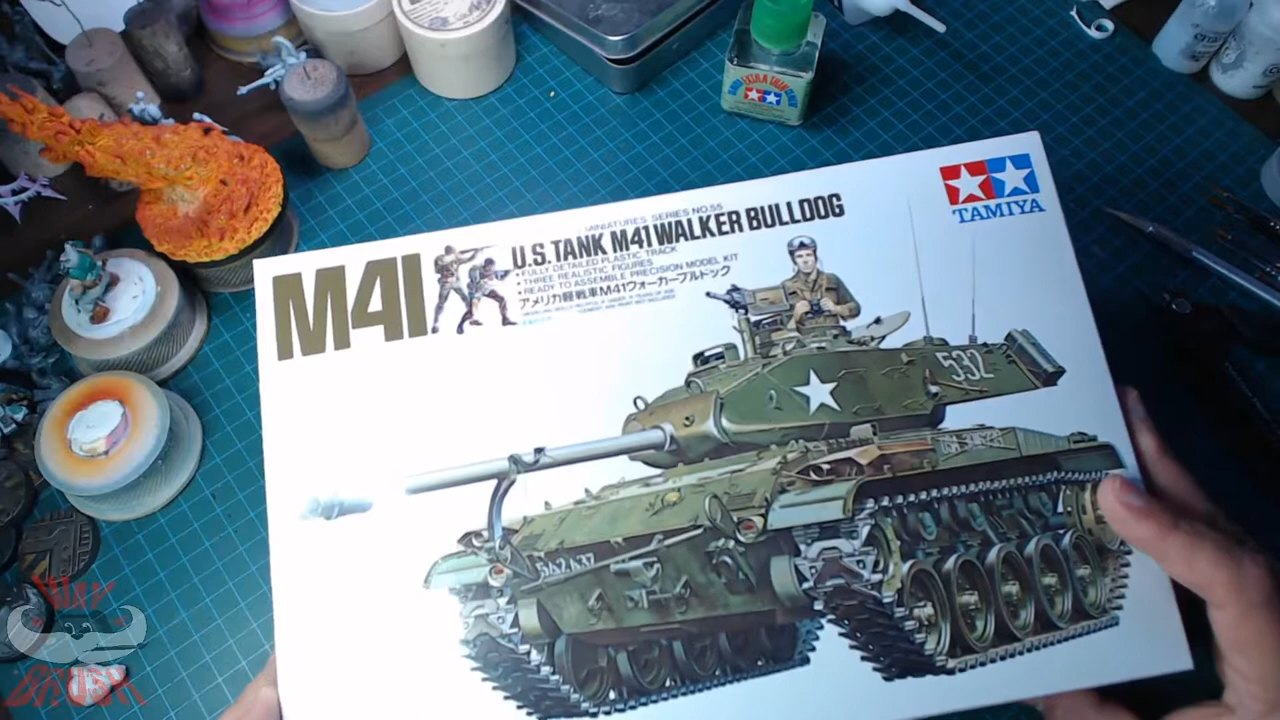 M41
MINIATURES SERIES NO.55
U.S. TANK M41 WALKER BULLDOG
• FULLY DETAILED PLASTIC TRACK
• THREE REALISTIC FIGURES
• READY TO ASSEMBLE PRECISION MODEL KIT
アメリカ軽戦車M41ウォーカーブルドッグ
TAMIYA
532
EXTRA THIN